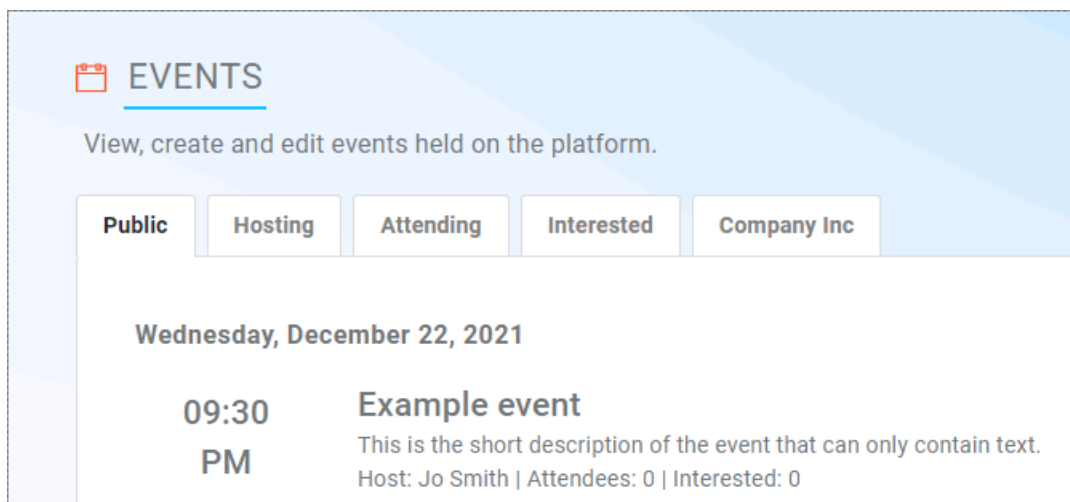 EVENTS
View, create and edit events held on the platform.
Public Hosting Attending Interested Company Inc
Wednesday, December 22, 2021
09:30
PM
Example event
This is the short description of the event that can only contain text.
Host: Jo Smith | Attendees: 0 | Interested: 0